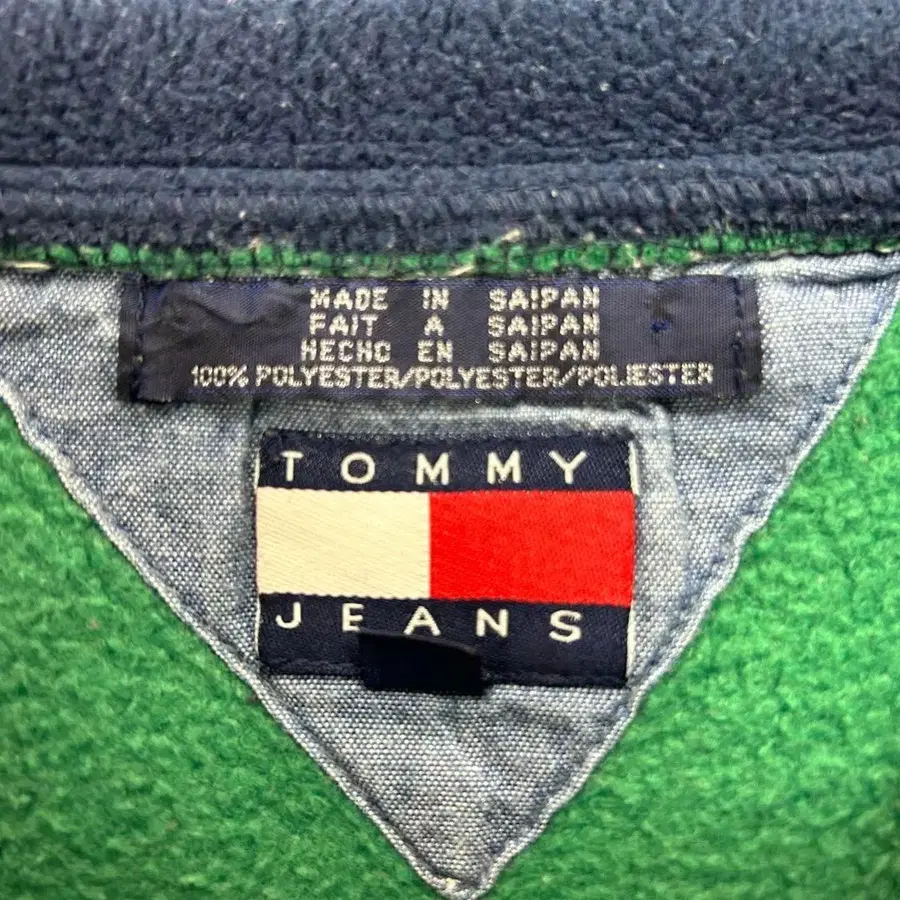 MADE IN SAIPAN
FAIT A SAIPAN
HECHO EN SAIPAN
100% POLYESTER/POLYESTER/POLIESTER
TOMMY
JEANS